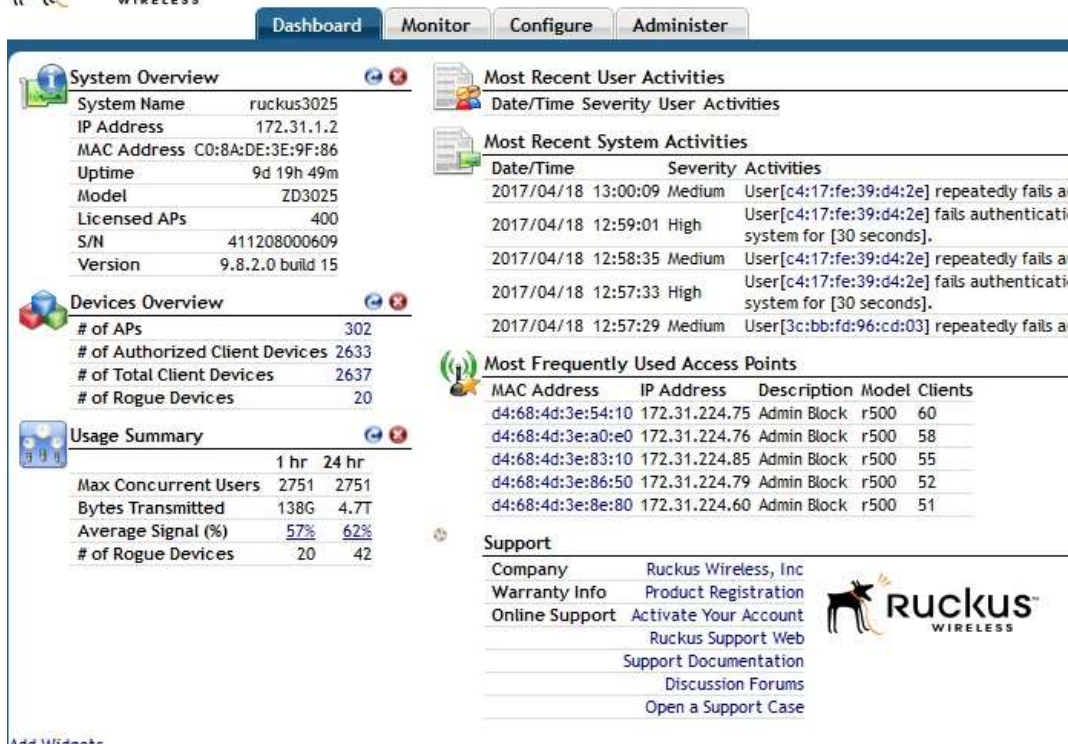 WIRELESS
Dashboard Monitor Configure Administer
System Overview
System Name ruckus3025
IP Address 172.31.1.2
MAC Address C0:8A:DE:3E:9F:86
Uptime 9d 19h 49m
Model ZD3025
Licensed APs 400
S/N 411208000609
Version 9.8.2.0 build 15
Devices Overview
# of APs 302
# of Authorized Client Devices 2633
# of Total Client Devices 2637
# of Rogue Devices 20
Usage Summary
1 hr 24 hr
Max Concurrent Users 2751 2751
Bytes Transmitted 138G 4.7T
Average Signal (%) 57% 62%
# of Rogue Devices 20 42
Add Widgets
Most Recent User Activities
Date/Time Severity User Activities
Most Recent System Activities
Date/Time Severity Activities
2017/04/18 13:00:09 Medium User[c4:17:fe:39:d4:2e] repeatedly fails
2017/04/18 12:59:01 High User[c4:17:fe:39:d4:2e] fails
system for [30 seconds].
2017/04/18 12:58:35 Medium User[c4:17:fe:39:d4:2e] repeatedly fails
2017/04/18 12:57:33 High User[c4:17:fe:39:d4:2e] fails
system for [30 seconds].
2017/04/18 12:57:29 Medium User[3c:bb:fd:96:cd:03] repeatedly fails
Most Frequently Used Access Points
MAC Address IP Address Description Model Clients
d4:68:4d:3e:54:10 172.31.224.75 Admin Block r500 60
d4:68:4d:3e:a0:e0 172.31.224.76 Admin Block r500 58
d4:68:4d:3e:83:10 172.31.224.85 Admin Block r500 55
d4:68:4d:3e:86:50 172.31.224.79 Admin Block r500 52
d4:68:4d:3e:8e:80 172.31.224.60 Admin Block r500 51
Support
Company Ruckus Wireless, Inc
Warranty Info Product Registration
Online Support Activate Your Account
Ruckus Support Web
Support Documentation
Discussion Forums
Open a Support Case
Ruckus™
WIRELESS